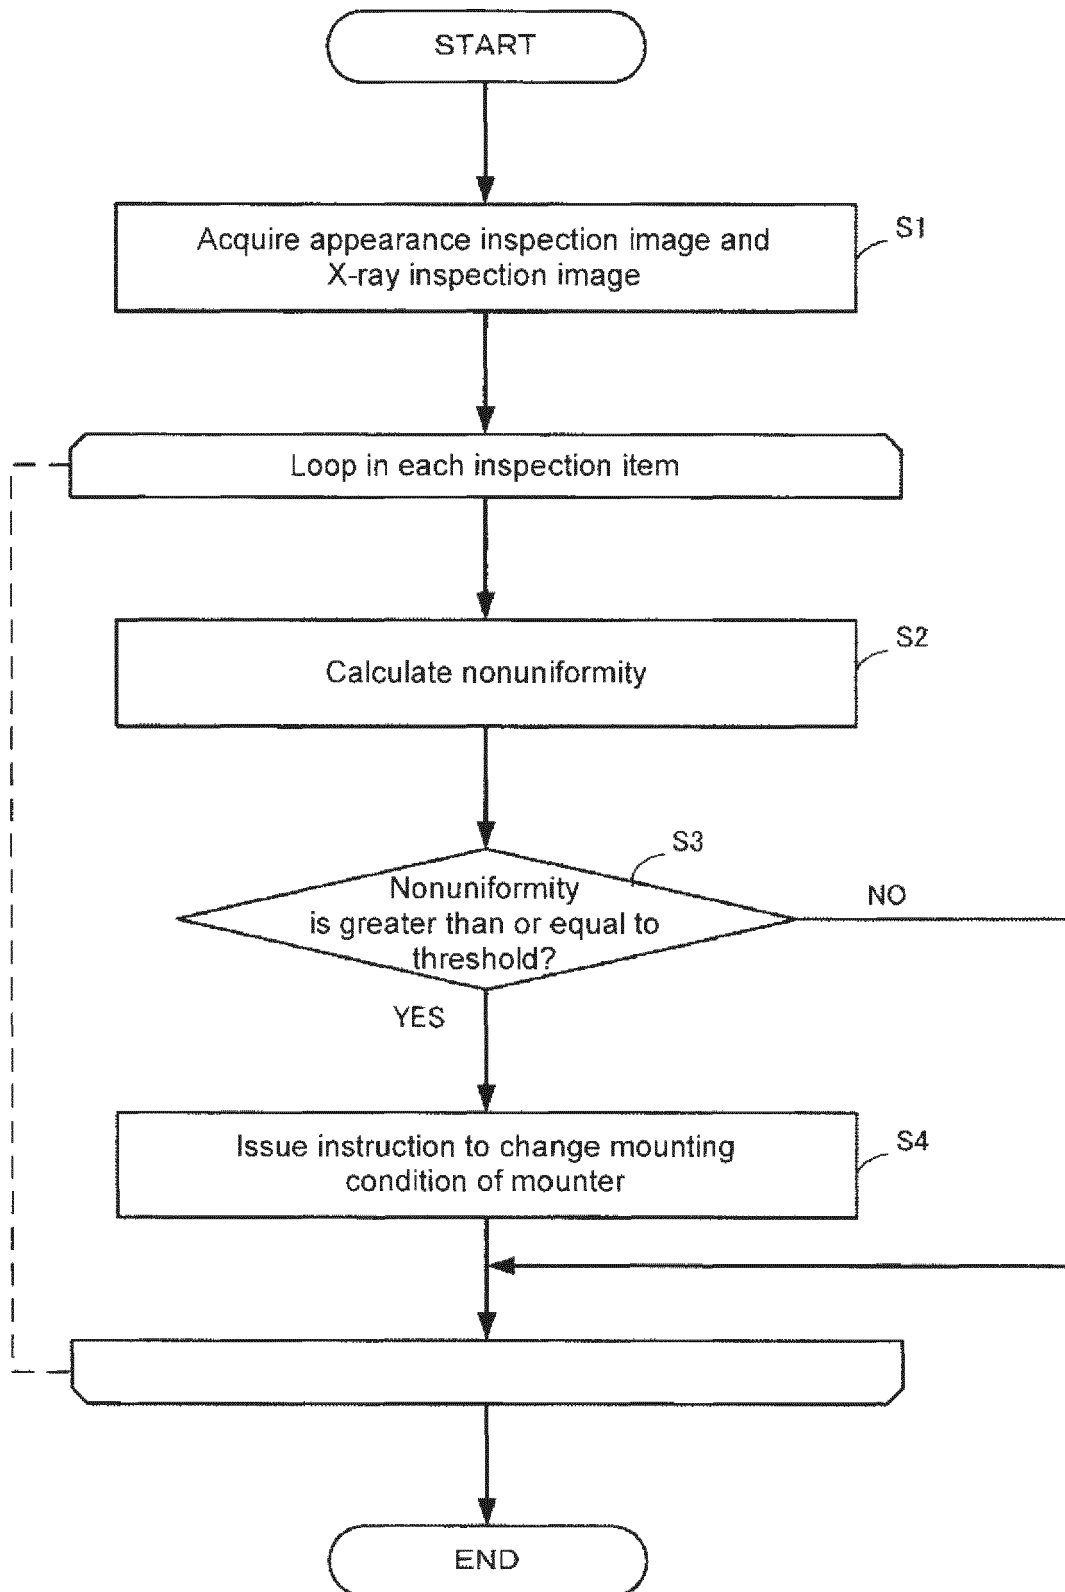 START
Acquire appearance inspection image and
X-ray inspection image
S1
Loop in each inspection item
Calculate nonuniformity
S2
S3
Nonuniformity
is greater than or equal to
threshold?
NO
YES
Issue instruction to change mounting
condition of mounter
S4
END